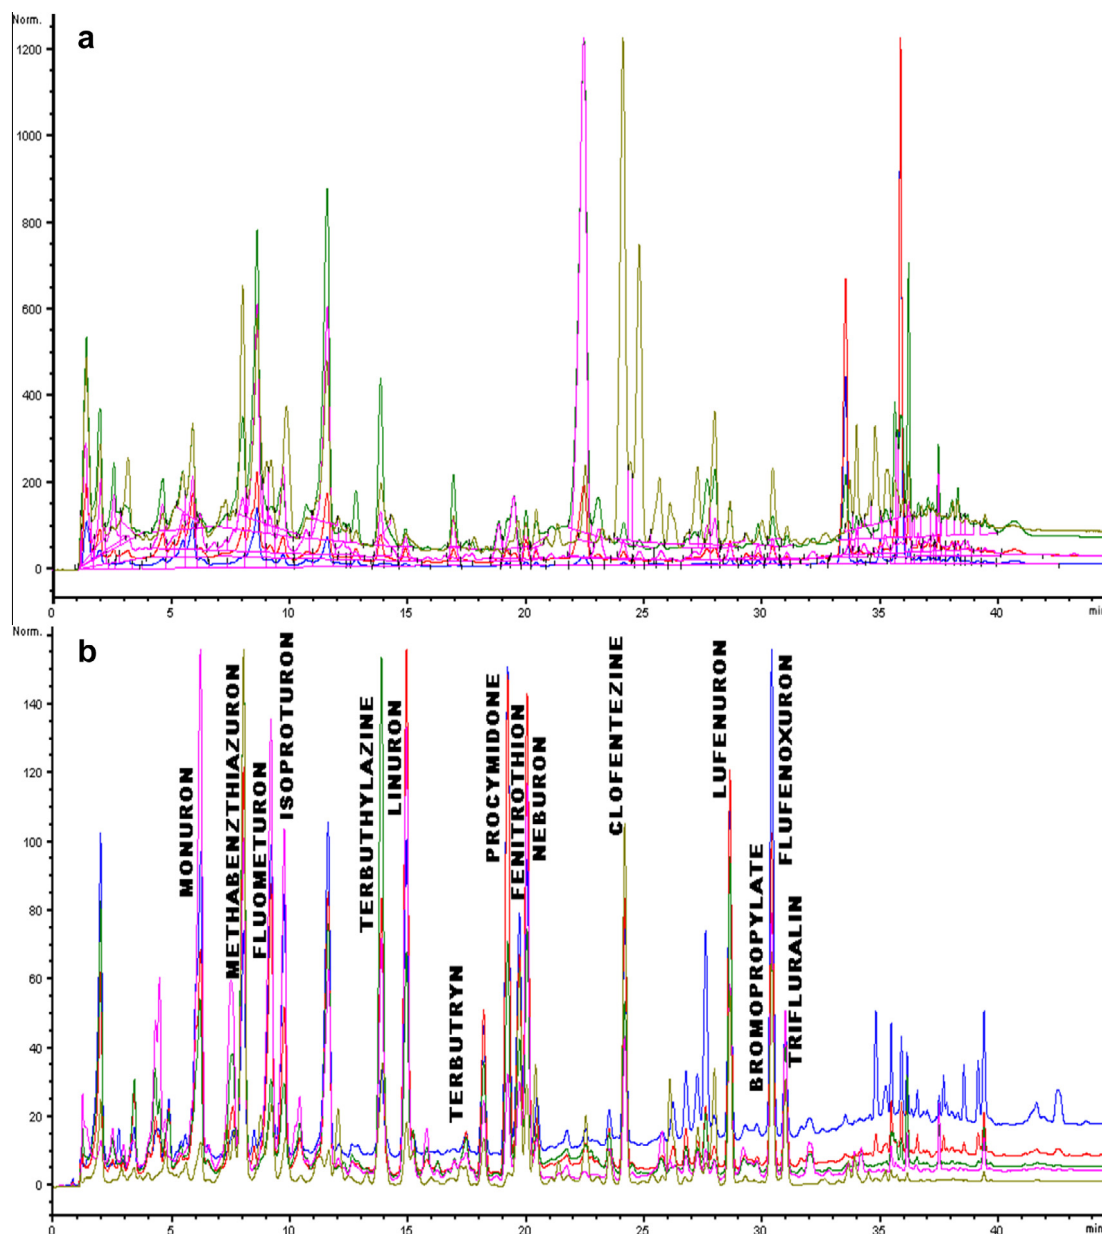 Norm.
a
1200
1000
800
600
400
200
0
0 5 10 15 20 25 30 35 40 min
Norm.
b
140
120
100
80
60
40
20
0
MONURON
METHABENZTHIAZURON
FLUOMETURON
ISOPROTURON
TERBUTHYLAZINE
LINURON
TERBUTRYN
PROCYMIDONE
FENITROTHION
NEBURON
CLOFENTEZINE
LUFENURON
BROMOPROPYLATE
FLUFENOXURON
TRIFLURALIN
0 5 10 15 20 25 30 35 40 min